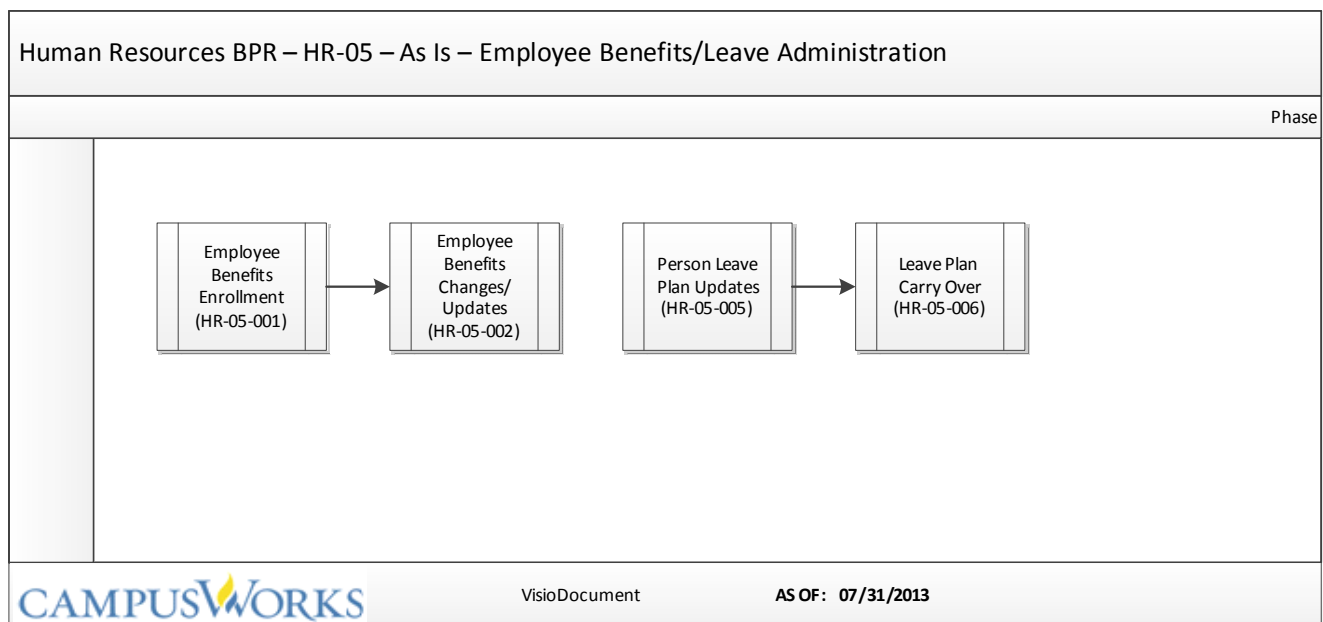 Human Resources BPR – HR-05 – As Is – Employee Benefits/Leave Administration
Phase
Employee
Benefits
Enrollment
(HR-05-001)
Employee
Benefits
Changes/
Updates
(HR-05-002)
Person Leave
Plan Updates
(HR-05-005)
Leave Plan
Carry Over
(HR-05-006)
CAMPUSWORKS
VisioDocument
AS OF: 07/31/2013